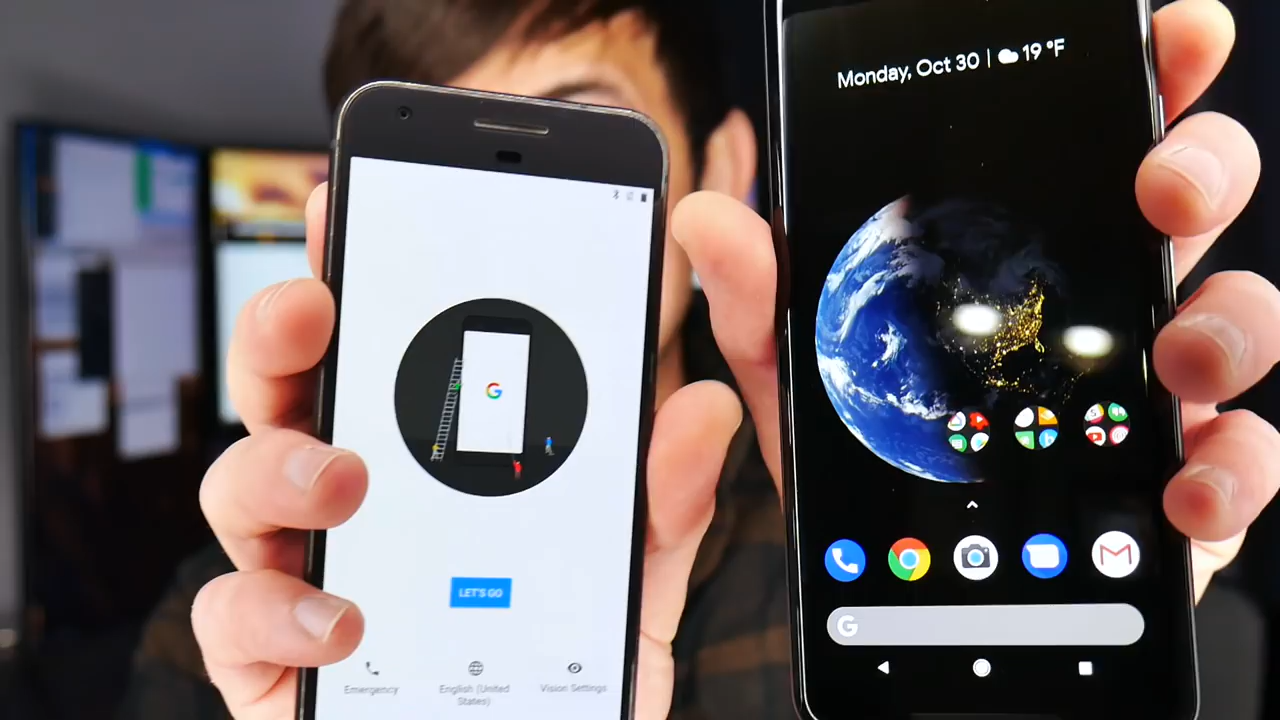 LET'S GO
Emergency
English (United
States)
Vision Settings
Monday, Oct 30 | 19 °F
G